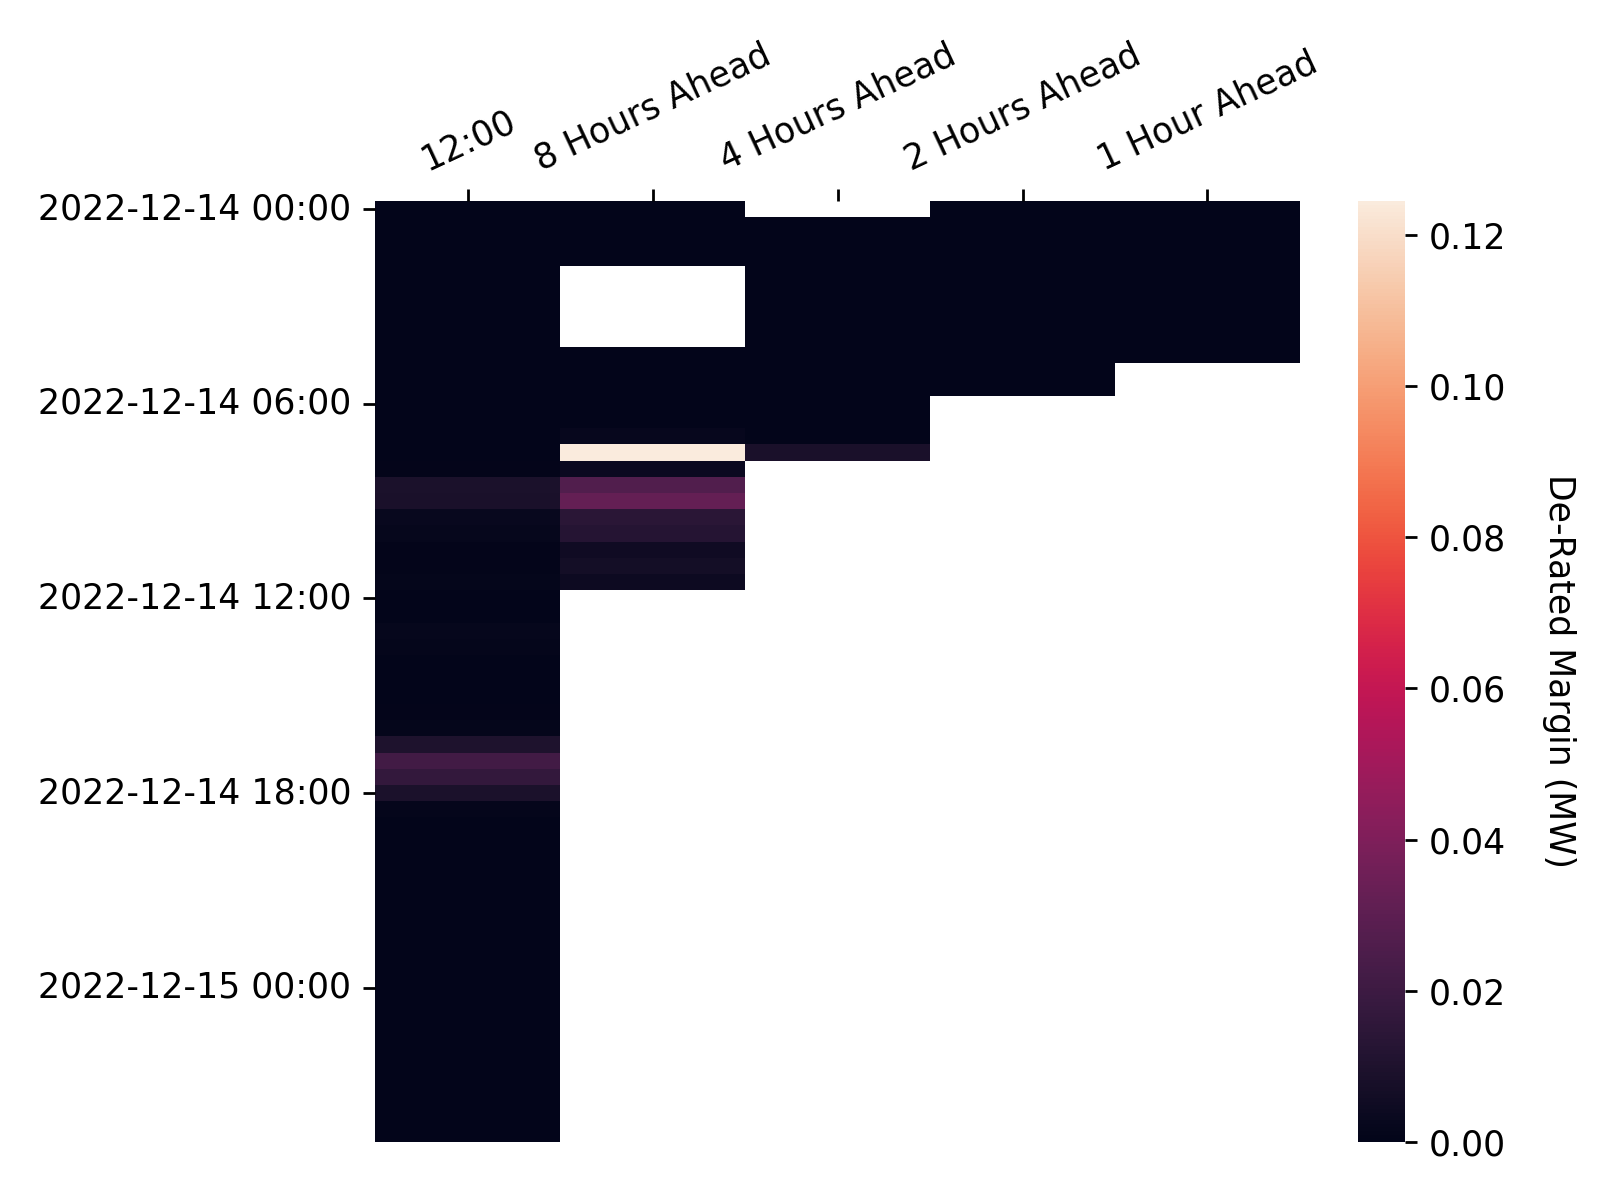 12:00
8 Hours Ahead
4 Hours Ahead
2 Hours Ahead
1 Hour Ahead
2022-12-14 00:00
2022-12-14 06:00
2022-12-14 12:00
2022-12-14 18:00
2022-12-15 00:00
0.12
0.10
0.08
0.06
0.04
0.02
0.00
De-Rated Margin (MW)